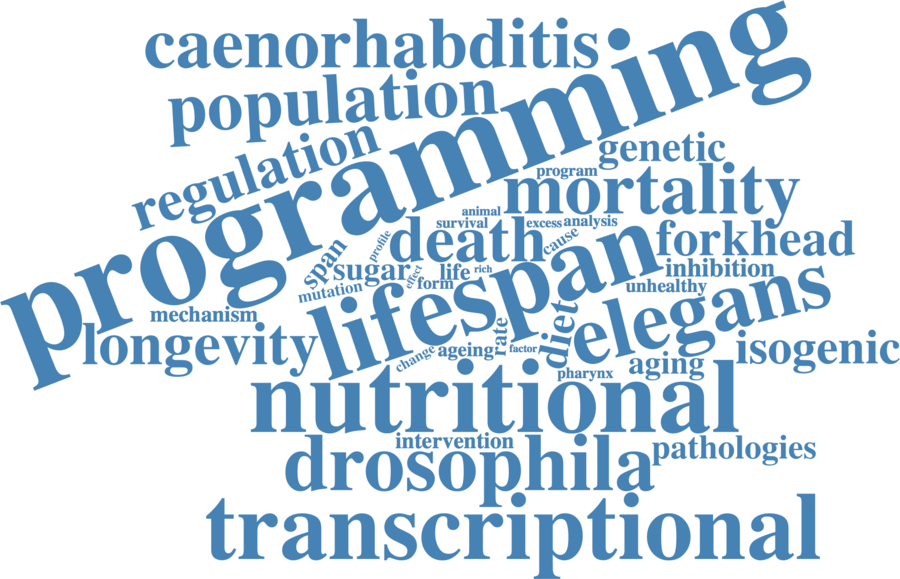 caenorhabditis
population
programming
regulation
genetic
program
mortality
animal
survival
excess
analysis
death
cause
forkhead
profile
span
sugar
effect
life
rich
form
inhibition
unhealthy
mutation
lifespan
elegans
mechanism
longevity
change
ageing
rate
factor
diet
isogenic
aging
pharynx
nutritional
intervention
drosophila
pathologies
transcriptional